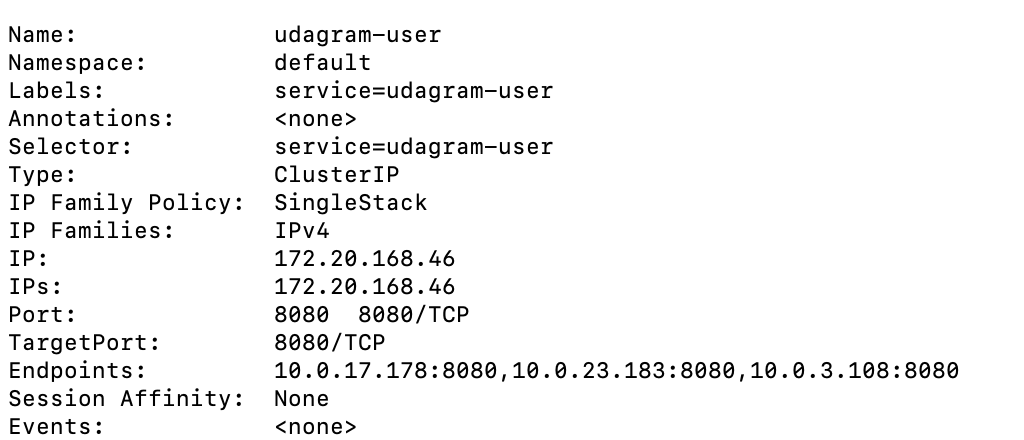 Name: udagram-user
Namespace: default
Labels: service=udagram-user
Annotations: <none>
Selector: service=udagram-user
Type: ClusterIP
IP Family Policy: SingleStack
IP Families: IPv4
IP: 172.20.168.46
IPs: 172.20.168.46
Port: 8080 8080/TCP
TargetPort: 8080/TCP
Endpoints: 10.0.17.178:8080,10.0.23.183:8080,10.0.3.108:8080
Session Affinity: None
Events: <none>